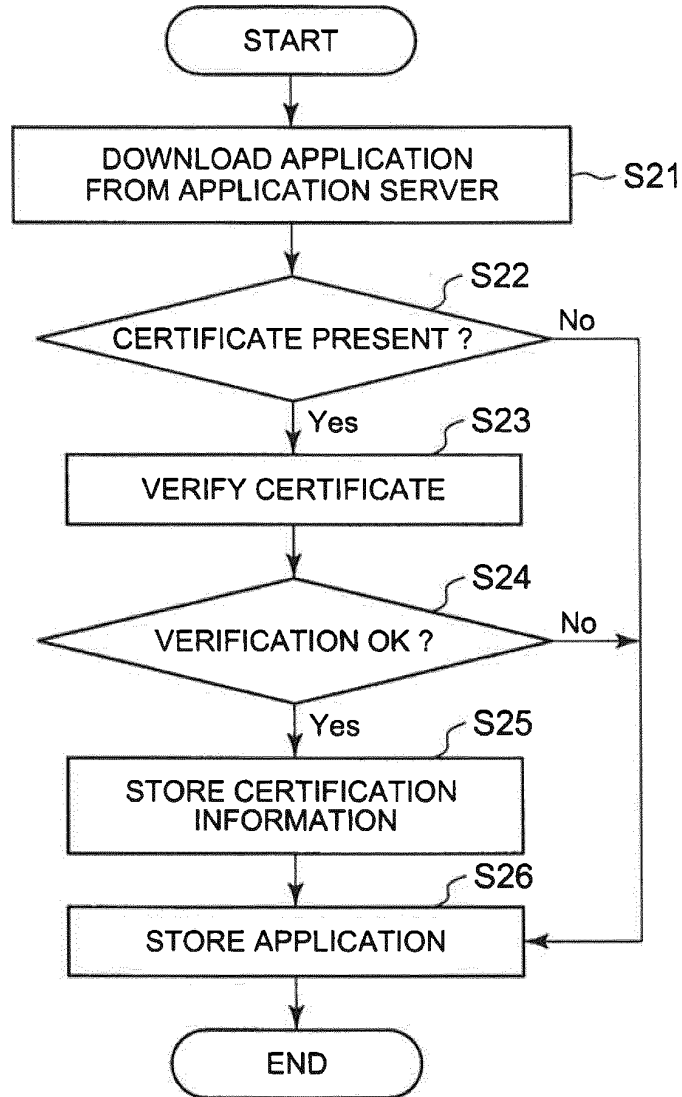 START
DOWNLOAD APPLICATION
FROM APPLICATION SERVER
S21
S22
CERTIFICATE PRESENT ?
No
Yes
S23
VERIFY CERTIFICATE
S24
VERIFICATION OK ?
No
Yes
S25
STORE CERTIFICATION
INFORMATION
S26
STORE APPLICATION
END